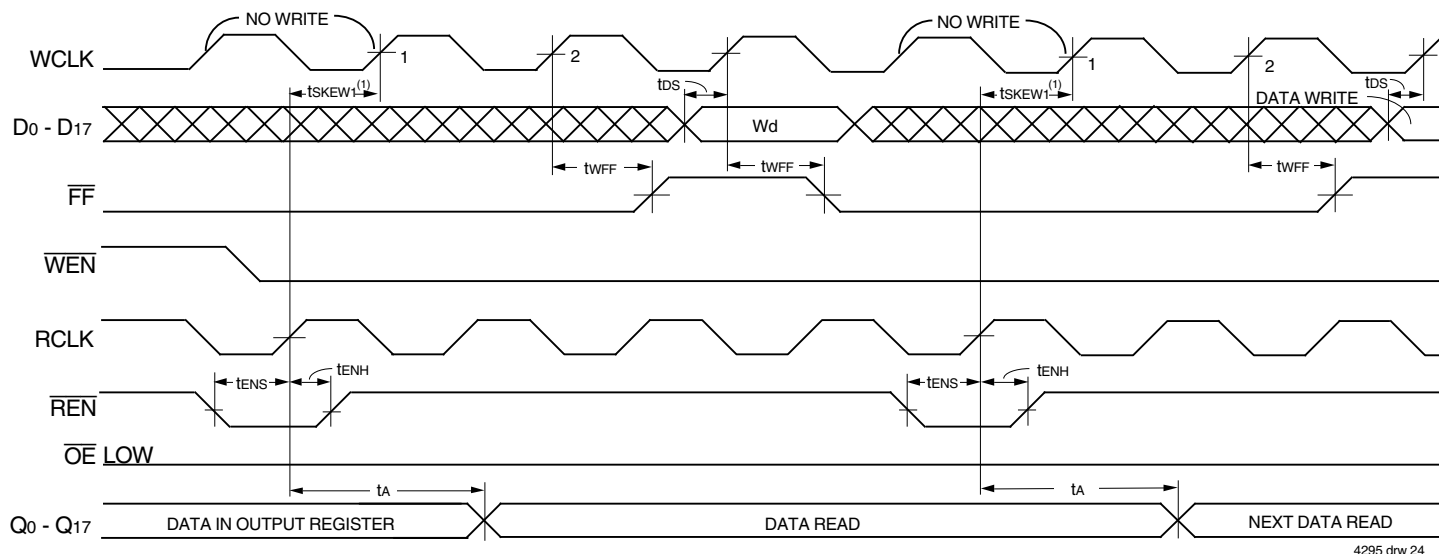 NO WRITE NO WRITE
WCLK 1 2 1 2
tSKEW1(1) tDS tSKEW1(1) tDS
DATA WRITE
D0 - D17 Wd
tWFF tWFF tWFF
FF
WEN
RCLK
tENS tENH tENS tENH
REN
OE LOW
tA tA
Q0 - Q17 DATA IN OUTPUT REGISTER DATA READ NEXT DATA READ
4295 drw 24